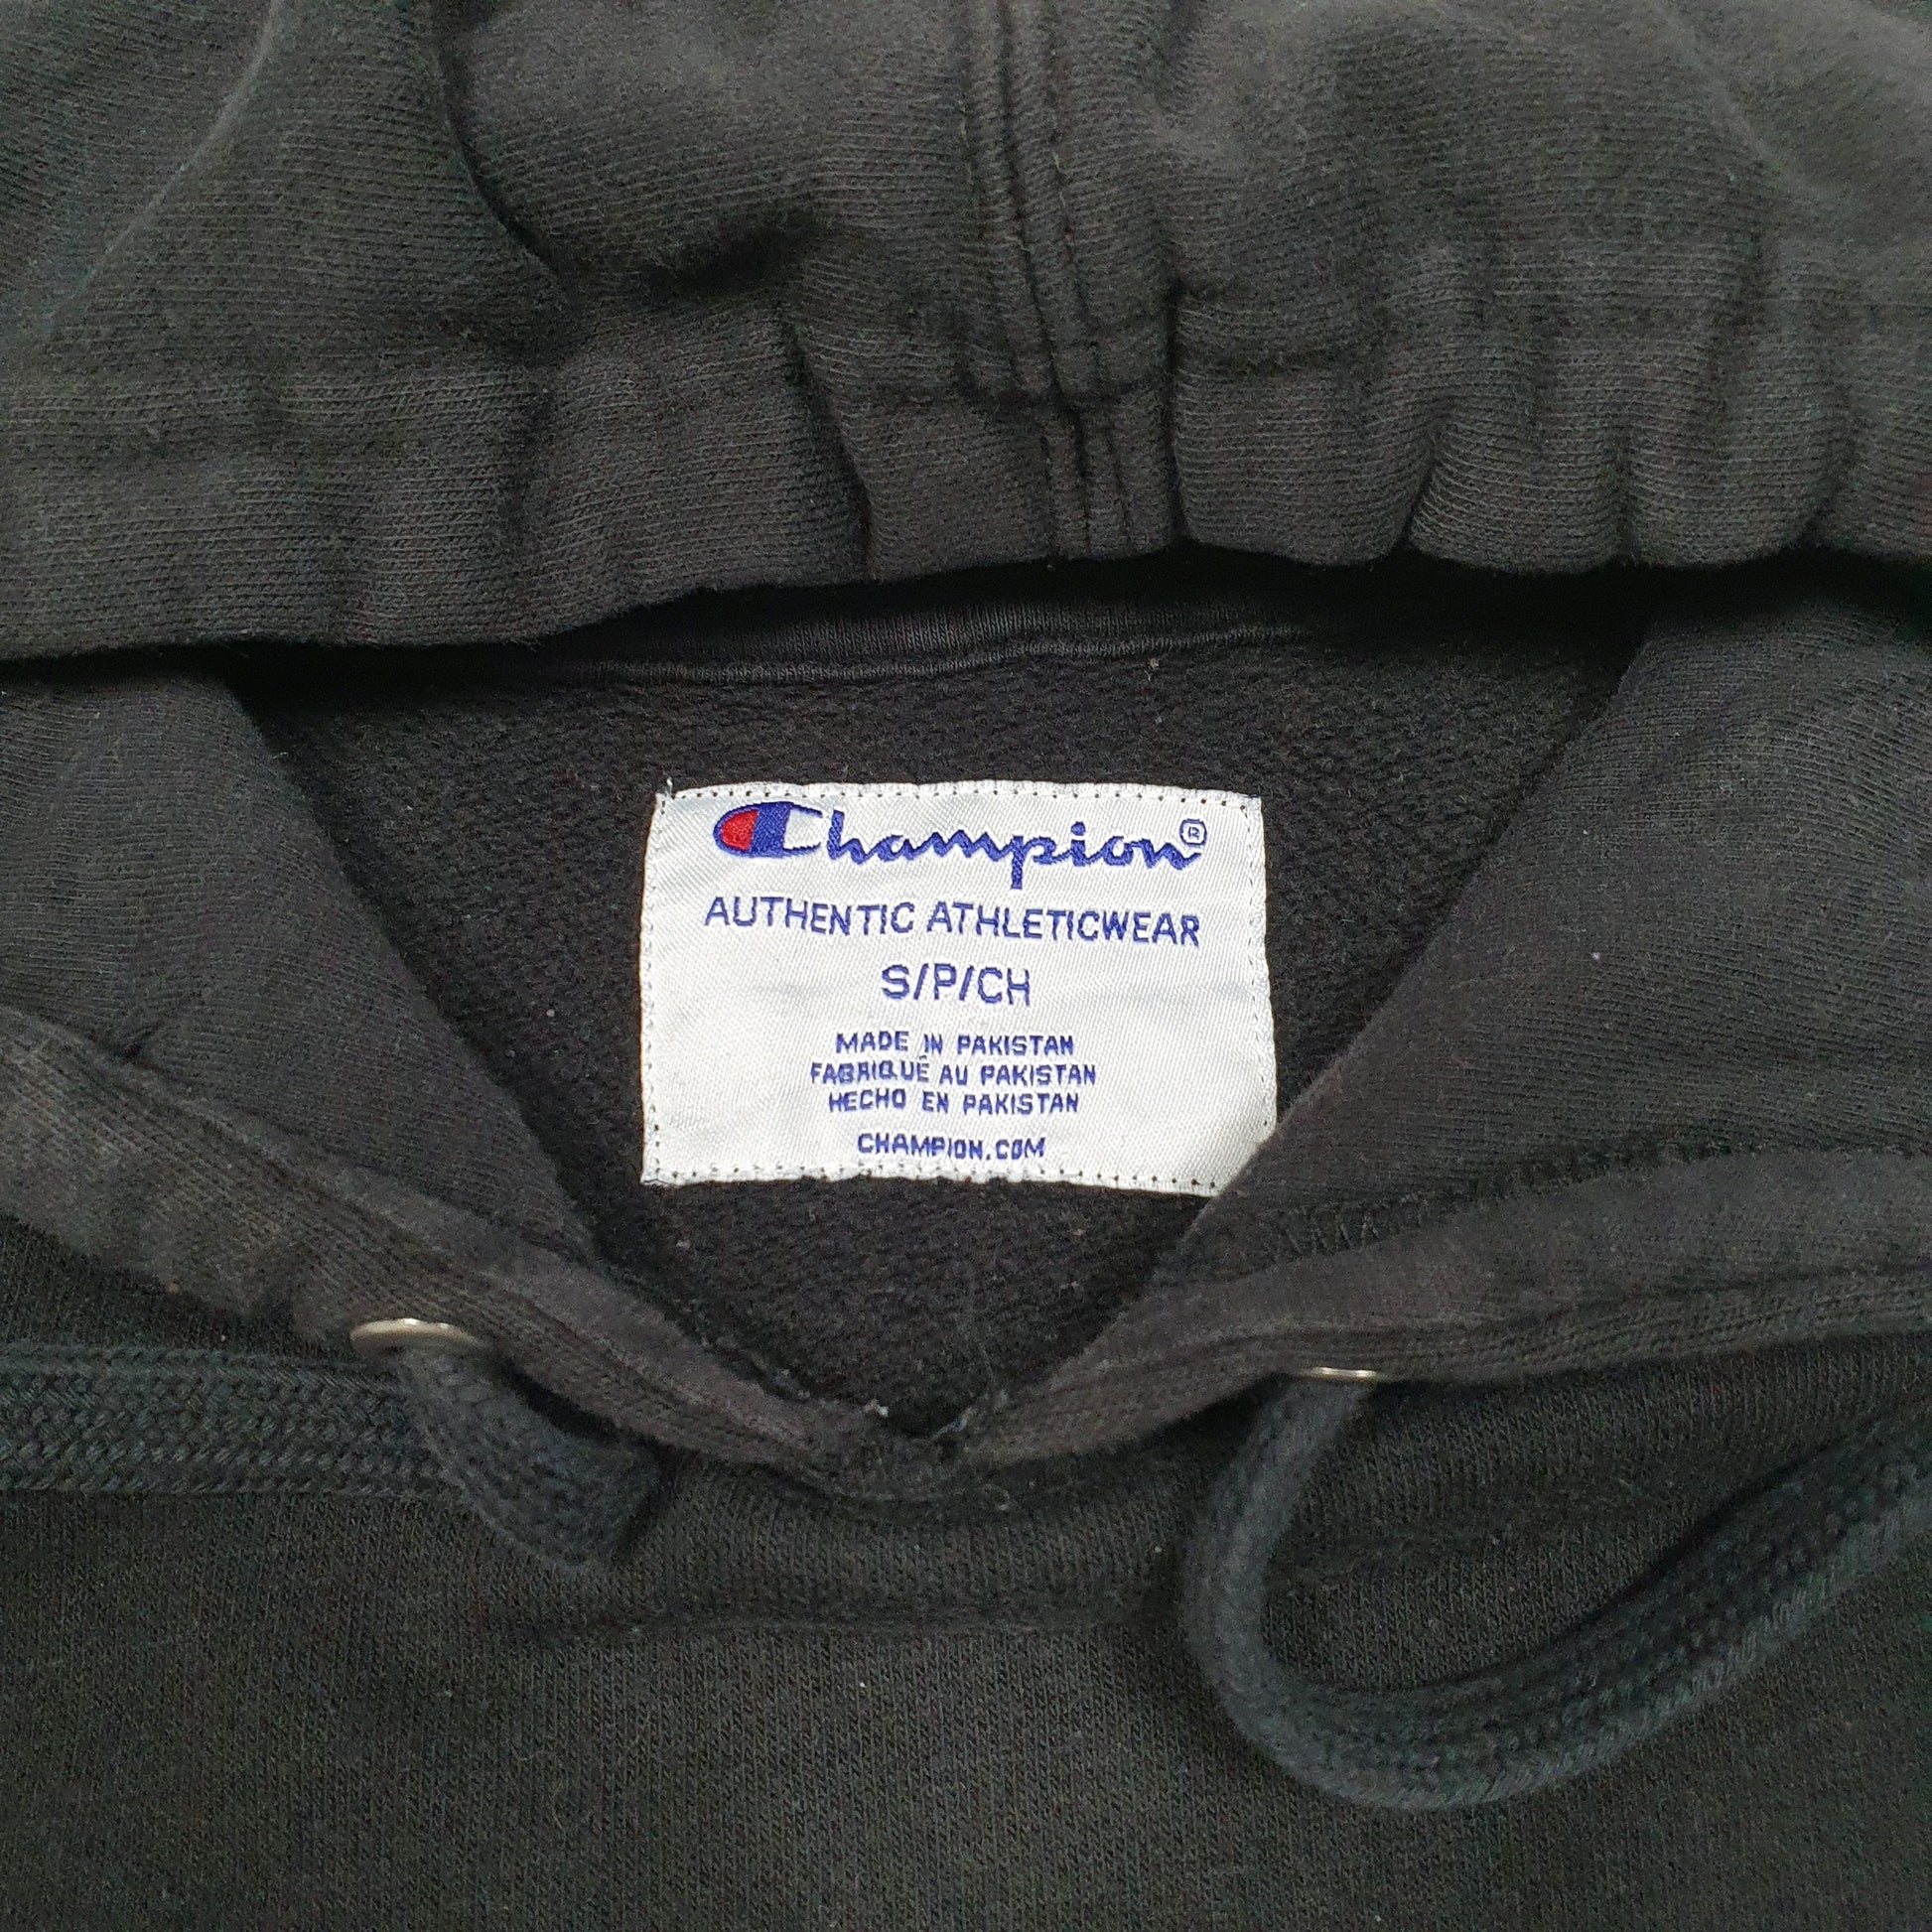 Champion®
AUTHENTIC ATHLETICWEAR
S/P/CH
MADE IN PAKISTAN
FABRIQUÉ AU PAKISTAN
HECHO EN PAKISTAN
CHAMPION.COM